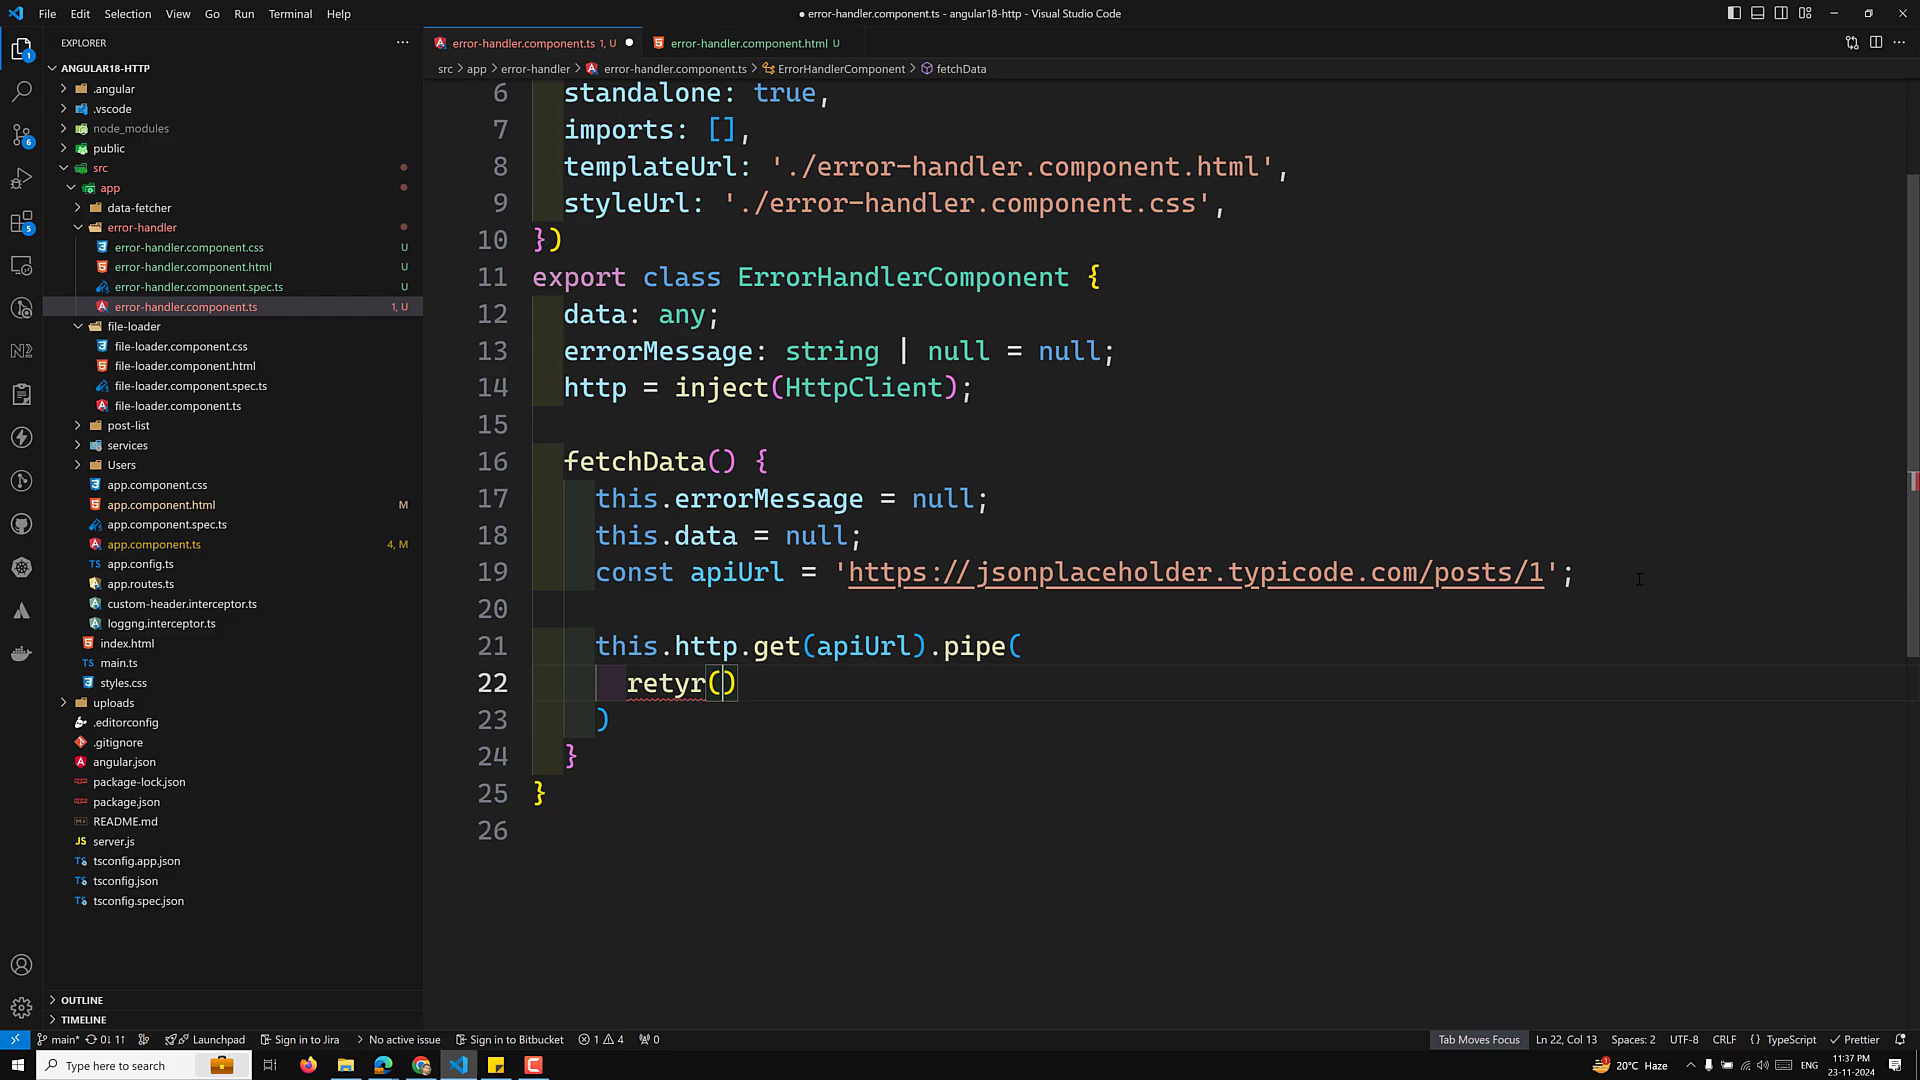 File Edit Selection View Go Run Terminal Help
● error-handler.component.ts - angular18-http - Visual Studio Code
EXPLORER
ANGULAR18-HTTP
.angular
.vscode
node_modules
public
src
app
data-fetcher
error-handler
error-handler.component.css U
error-handler.component.html U
error-handler.component.spec.ts U
error-handler.component.ts 1, U
file-loader
file-loader.component.css
file-loader.component.html
file-loader.component.spec.ts
file-loader.component.ts
post-list
services
Users
app.component.css
app.component.html M
app.component.spec.ts
app.component.ts 4, M
app.config.ts
app.routes.ts
custom-header.interceptor.ts
loggng.interceptor.ts
index.html
main.ts
styles.css
uploads
.editorconfig
.gitignore
angular.json
package-lock.json
package.json
README.md
server.js
tsconfig.app.json
tsconfig.json
tsconfig.spec.json
OUTLINE
TIMELINE
error-handler.component.ts 1, U ● error-handler.component.html U
src > app > error-handler > error-handler.component.ts > ErrorHandlerComponent > fetchData
6 standalone: true,
7 imports: [],
8 templateUrl: './error-handler.component.html',
9 styleUrl: './error-handler.component.css',
10 })
11 export class ErrorHandlerComponent {
12 data: any;
13 errorMessage: string | null = null;
14 http = inject(HttpClient);
15
16 fetchData() {
17 this.errorMessage = null;
18 this.data = null;
19 const apiUrl = 'https://jsonplaceholder.typicode.com/posts/1';
20
21 this.http.get(apiUrl).pipe(
22 retyr()
23 )
24 }
25 }
26
main* 0↓ 1↑ Launchpad Sign in to Jira No active issue Sign in to Bitbucket 1 4 0 Tab Moves Focus Ln 22, Col 13 Spaces: 2 UTF-8 CRLF {} TypeScript Prettier
Type here to search 20°C Haze ENG 11:37 PM
23-11-2024